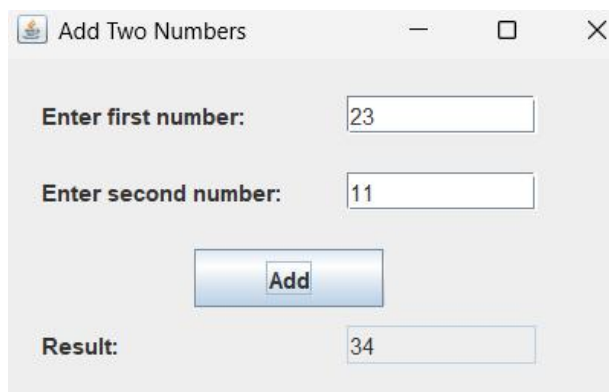 Add Two Numbers
Enter first number: 23
Enter second number: 11
Add
Result: 34